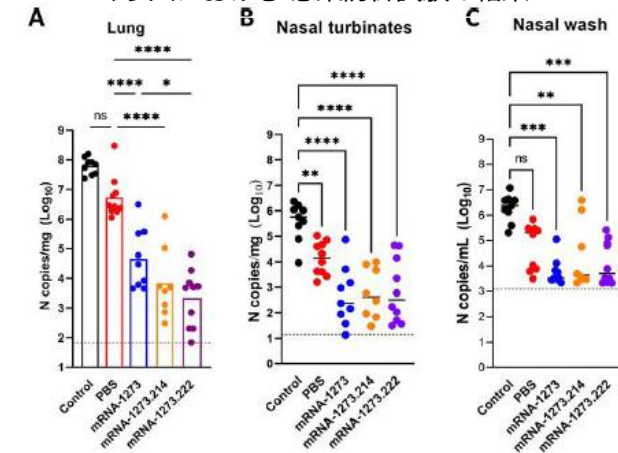 A
Lung
****
**** *
ns ****
N copies/mg (Log10)
9
8
7
6
5
4
3
2
1
Control
PBS
mRNA-1273
mRNA-1273.214
mRNA-1273.222
B
Nasal turbinates
****
****
****
**
N copies/mg (Log10)
9
8
7
6
5
4
3
2
1
0
Control
PBS
mRNA-1273
mRNA-1273.214
mRNA-1273.222
C
Nasal wash
***
**
***
ns
N copies/mL (Log10)
9
8
7
6
5
4
3
2
1
0
Control
PBS
mRNA-1273
mRNA-1273.214
mRNA-1273.222